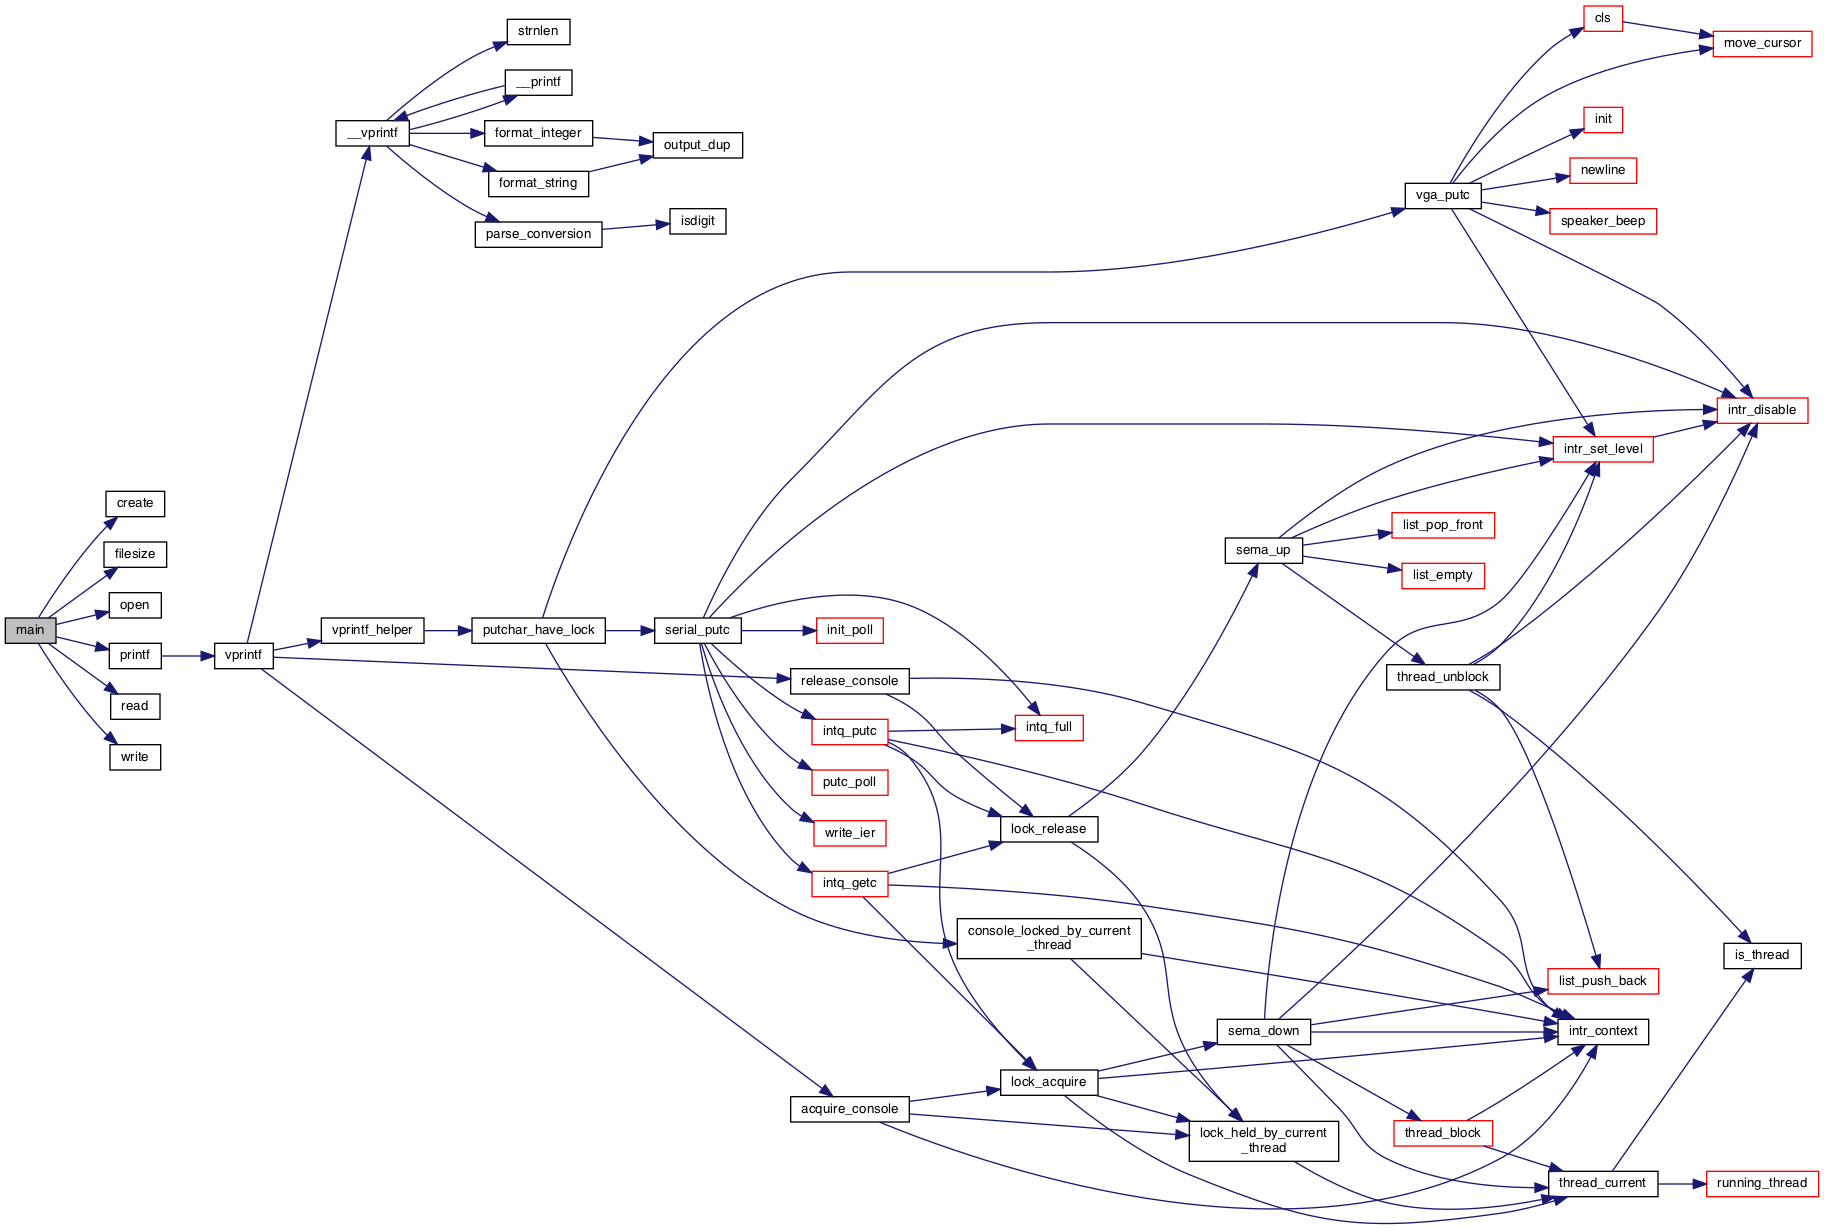 cls
strnlen
move_cursor
__printf
init
__vprintf
format_integer
output_dup
newline
format_string
vga_putc
isdigit
speaker_beep
parse_conversion
intr_disable
intr_set_level
create
list_pop_front
filesize
sema_up
list_empty
open
main
vprintf_helper
putchar_have_lock
serial_putc
init_poll
printf
vprintf
thread_unblock
release_console
read
intq_putc
intq_full
write
putc_poll
lock_release
write_ier
intq_getc
console_locked_by_current
_thread
is_thread
list_push_back
sema_down
intr_context
lock_acquire
acquire_console
lock_held_by_current
_thread
thread_block
thread_current
running_thread